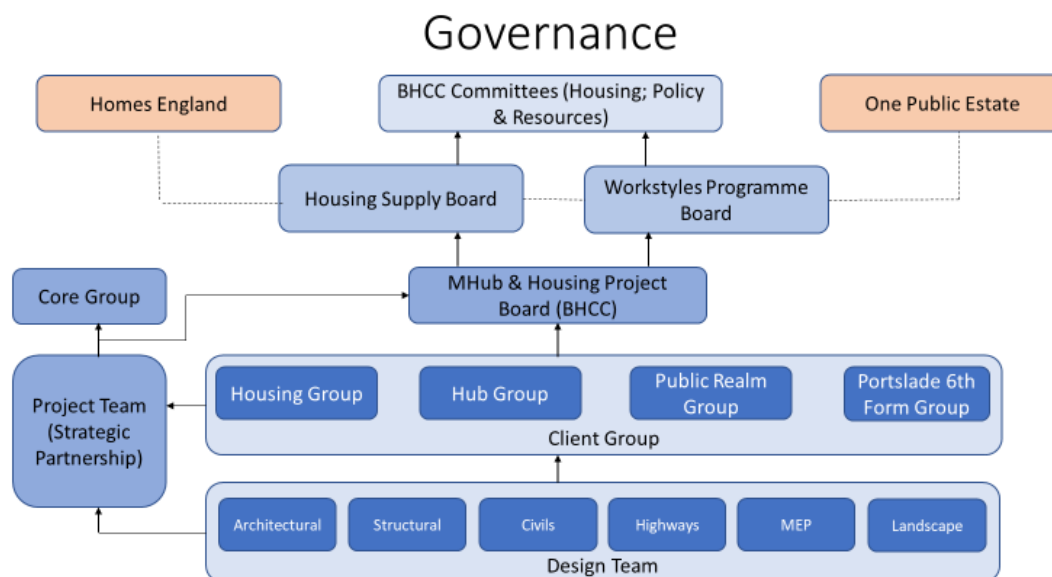 Governance
Homes England
BHCC Committees (Housing; Policy
& Resources)
One Public Estate
Housing Supply Board
Workstyles Programme
Board
Core Group
MHub & Housing Project
Board (BHCC)
Project Team
(Strategic
Partnership)
Housing Group
Hub Group
Public Realm
Group
Portslade 6th
Form Group
Client Group
Architectural
Structural
Civils
Highways
MEP
Landscape
Design Team